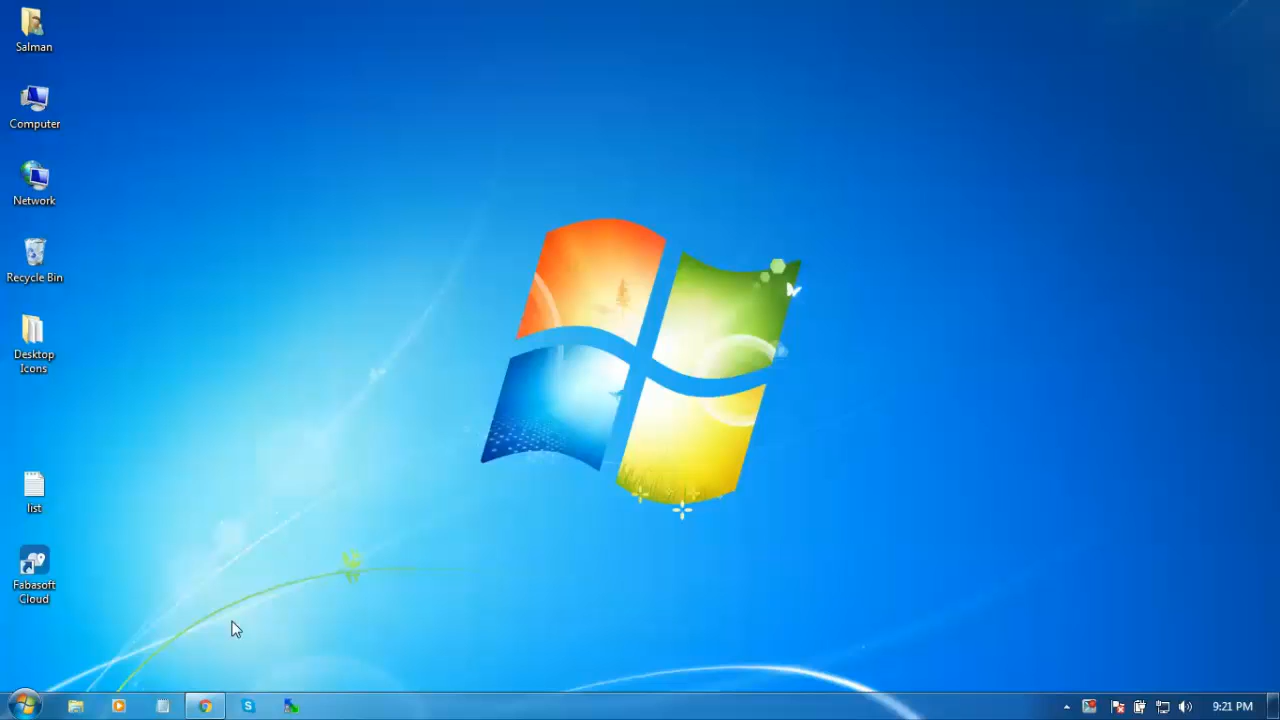 Salman
Computer
Network
Recycle Bin
Desktop
Icons
list
Fabasoft
Cloud
9:21 PM